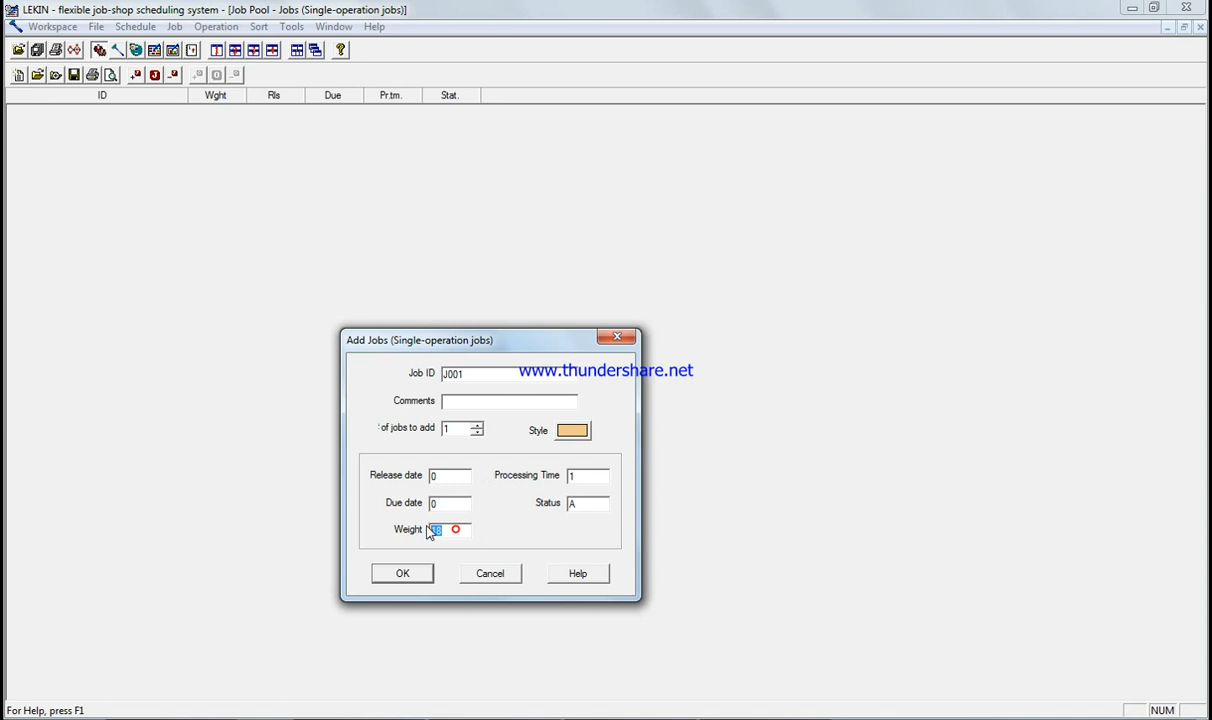 LEKIN - flexible job-shop scheduling system - [Job Pool - Jobs (Single-operation jobs)]
Workspace File Schedule Job Operation Sort Tools Window Help
ID Wght Rls Due Pr.tm. Stat.
Add Jobs (Single-operation jobs)
www.thundershare.net
Job ID J001
Comments
of jobs to add 1 Style
Release date 0 Processing Time 1
Due date 0 Status A
Weight 18
OK Cancel Help
For Help, press F1 NUM